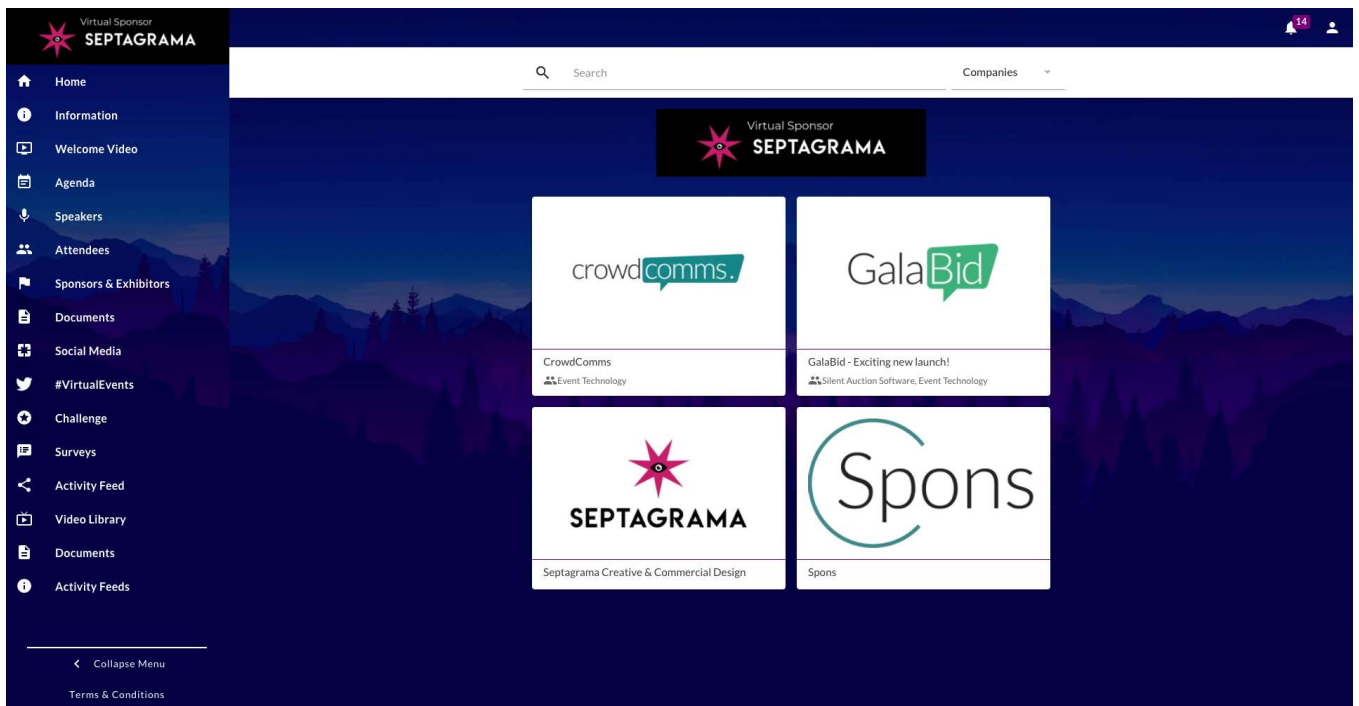 Virtual Sponsor
SEPTAGRAMA
14
Home
Information
Welcome Video
Agenda
Speakers
Attendees
Sponsors & Exhibitors
Documents
Social Media
#VirtualEvents
Challenge
Surveys
Activity Feed
Video Library
Documents
Activity Feeds
Collapse Menu
Terms & Conditions
Search
Companies
Virtual Sponsor
SEPTAGRAMA
crowdcomms.
CrowdComms
Event Technology
GalaBid
GalaBid - Exciting new launch!
Silent Auction Software, Event Technology
SEPTAGRAMA
Septagrama Creative & Commercial Design
Spons
Spons